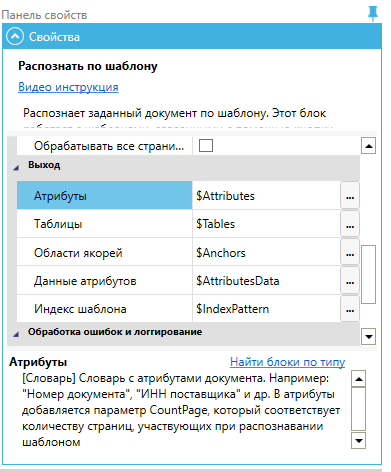 Панель свойств
Свойства
Распознать по шаблону
Видео инструкция
Распознает заданный документ по шаблону. Этот блок
Обрабатывать все страни...
Выход
Атрибуты $Attributes ...
Таблицы $Tables ...
Области якорей $Anchors ...
Данные атрибутов $AttributesData ...
Индекс шаблона $IndexPattern ...
Обработка ошибок и логгирование
Атрибуты Найти блоки по типу
[Словарь] Словарь с атрибутами документа. Например:
"Номер документа", "ИНН поставщика" и др. В атрибуты
добавляется параметр CountPage, который соответствует
количеству страниц, участвующих при распознавании
шаблоном